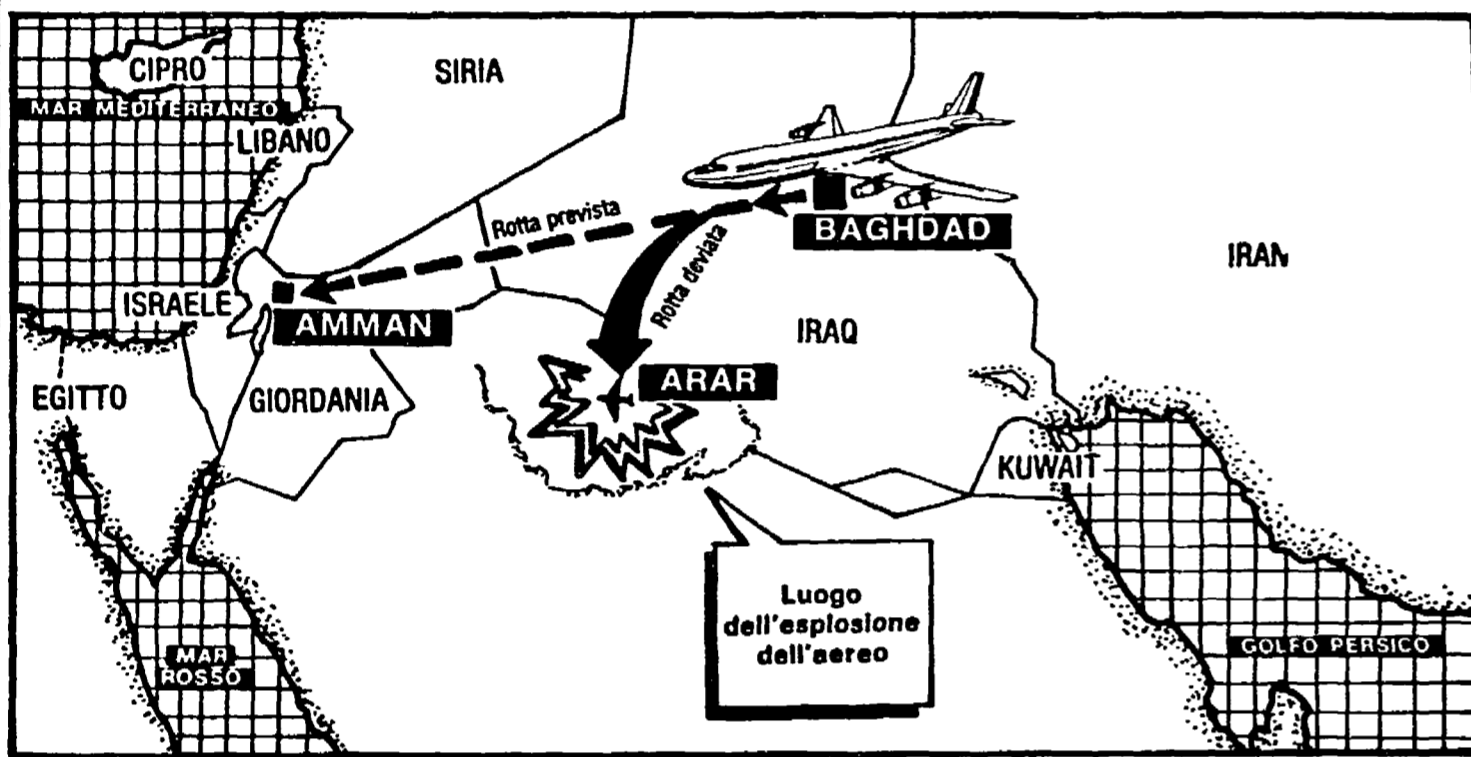 CIPRO
MAR MEDITERRANEO
SIRIA
LIBANO
Rotta prevista
BAGHDAD
IRAN
Rotta deviata
ISRAELE
AMMAN
IRAQ
ARAR
EGITTO
GIORDANIA
KUWAIT
Luogo
dell'esplosione
dell'aereo
MAR
ROSSO
GOLFO PERSICO